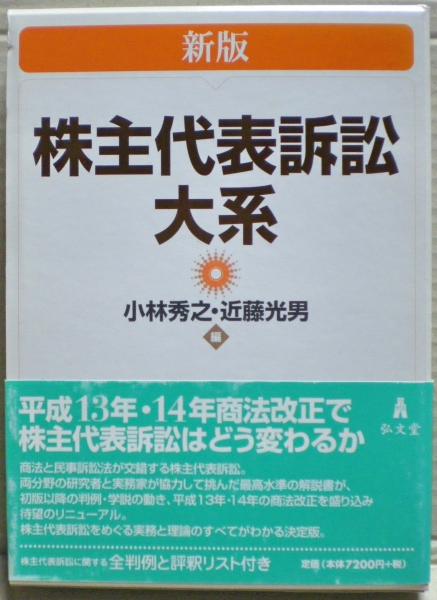 新版
株主代表訴訟
大系
小林秀之・近藤光男
編
平成13年・14年商法改正で
株主代表訴訟はどう変わるか
弘文堂
商法と民事訴訟法が交錯する株主代表訴訟。
両分野の研究者と実務家が協力して挑んだ最高水準の解説書が、
初版以降の判例・学説の動き、平成13年・14年の商法改正を盛り込み
待望のリニューアル。
株主代表訴訟をめぐる実務と理論のすべてがわかる決定版。
株主代表訴訟に関する 全判例と評釈リスト付き
定価(本体7200円+税)